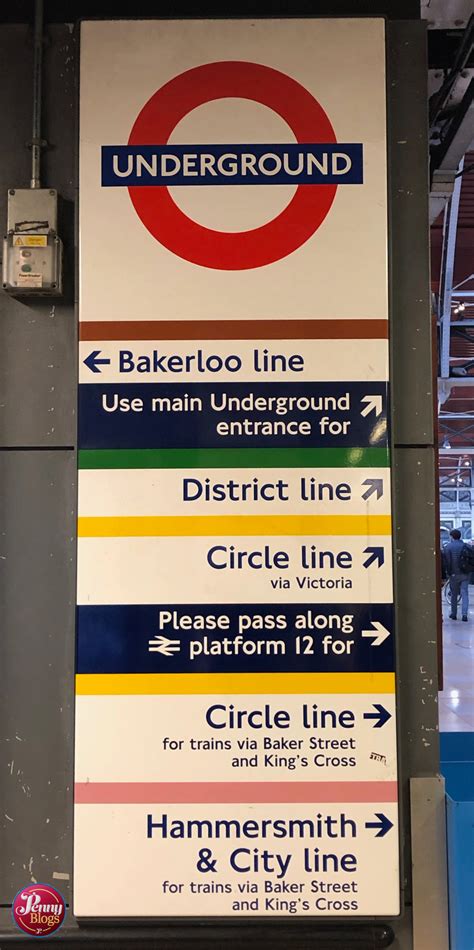 UNDERGROUND
← Bakerloo line
Use main Underground ↗
entrance for
District line ↗
Circle line ↗
via Victoria
Please pass along →
platform 12 for
Circle line →
for trains via Baker Street
and King's Cross
Hammersmith →
& City line
for trains via Baker Street
and King's Cross
Penny
Blogs